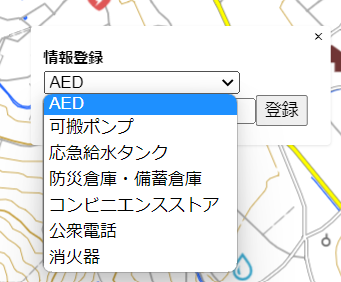 ×
情報登録
AED
AED
登録
可搬ポンプ
応急給水タンク
防災倉庫・備蓄倉庫
コンビニエンスストア
公衆電話
消火器